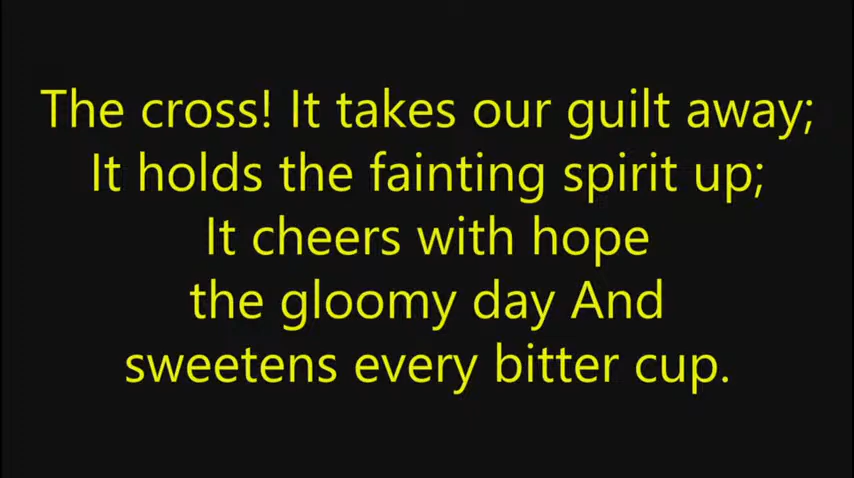 The cross! It takes our guilt away;
It holds the fainting spirit up;
It cheers with hope
the gloomy day And
sweetens every bitter cup.